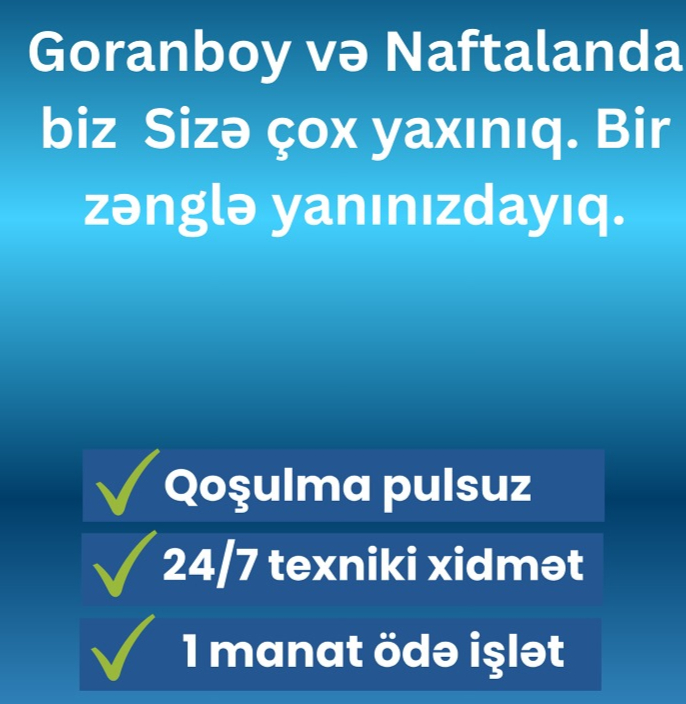 Goranboy və Naftalanda
biz Sizə çox yaxınıq. Bir
zənglə yanınızdayıq.
Qoşulma pulsuz
24/7 texniki xidmət
1 manat ödə işlət